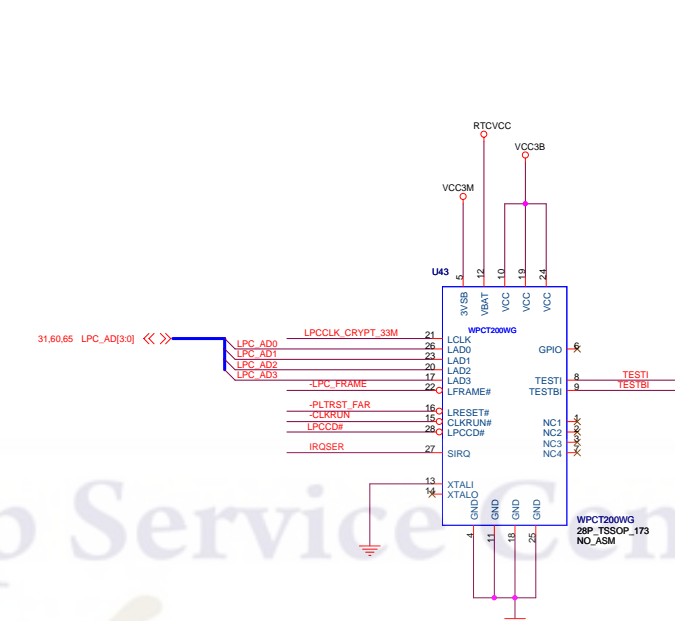 RTCVCC
VCC3B
VCC3M
U43
5
12
10
19
24
3VSB
VBAT
VCC
VCC
VCC
WPCT200WG
31,60,65 LPC_AD[3:0]
LPCCLK_CRYPT_33M
21
LCLK
LPC_AD0
26
LAD0
GPIO
6
LPC_AD1
23
LAD1
LPC_AD2
20
LAD2
LPC_AD3
17
LAD3
TESTI
8
TESTI
-LPC_FRAME
22
LFRAME#
TESTBI
9
TESTBI
-PLTRST_FAR
16
LRESET#
-CLKRUN
15
CLKRUN#
NC1
1
LPCCD#
28
LPCCD#
NC2
2
NC3
3
IRQSER
27
SIRQ
NC4
13
XTALI
14
XTALO
GND
GND
GND
GND
4
11
18
25
WPCT200WG
28P_TSSOP_173
NO_ASM
p Service Cen